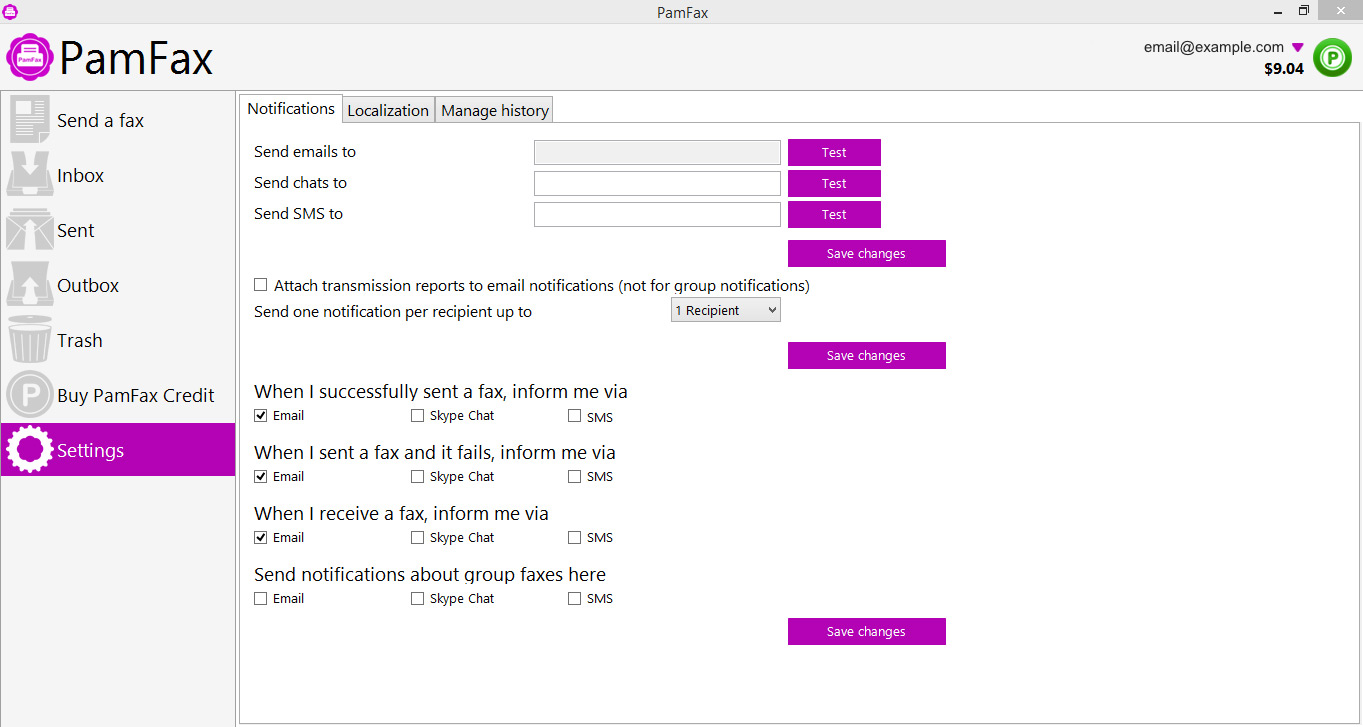 PamFax
PamFax
PamFax
email@example.com
$9.04
Send a fax
Inbox
Sent
Outbox
Trash
Buy PamFax Credit
Settings
Notifications Localization Manage history
Send emails to Test
Send chats to Test
Send SMS to Test
Save changes
Attach transmission reports to email notifications (not for group notifications)
Send one notification per recipient up to 1 Recipient
Save changes
When I successfully sent a fax, inform me via
Email Skype Chat SMS
When I sent a fax and it fails, inform me via
Email Skype Chat SMS
When I receive a fax, inform me via
Email Skype Chat SMS
Send notifications about group faxes here
Email Skype Chat SMS
Save changes